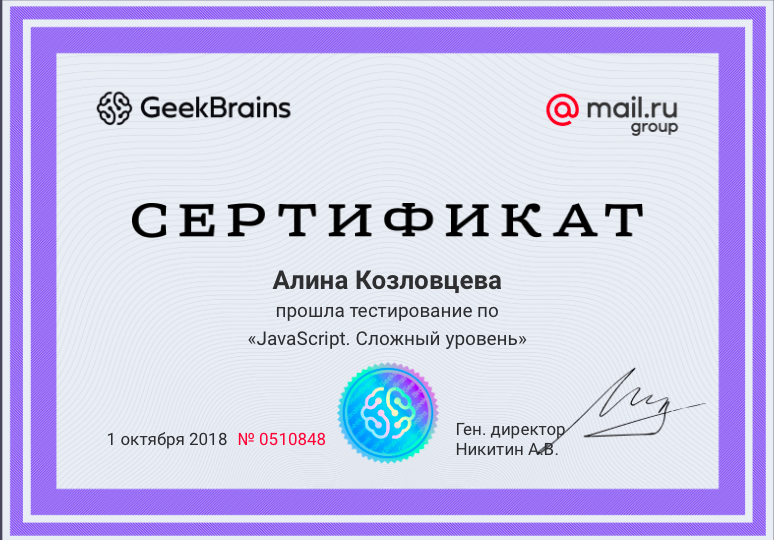 GeekBrains
@mail.ru
group
СЕРТИФИКАТ
Алина Козловцева
прошла тестирование по
«JavaScript. Сложный уровень»
1 октября 2018 № 0510848
Ген. директор
Никитин А.В.